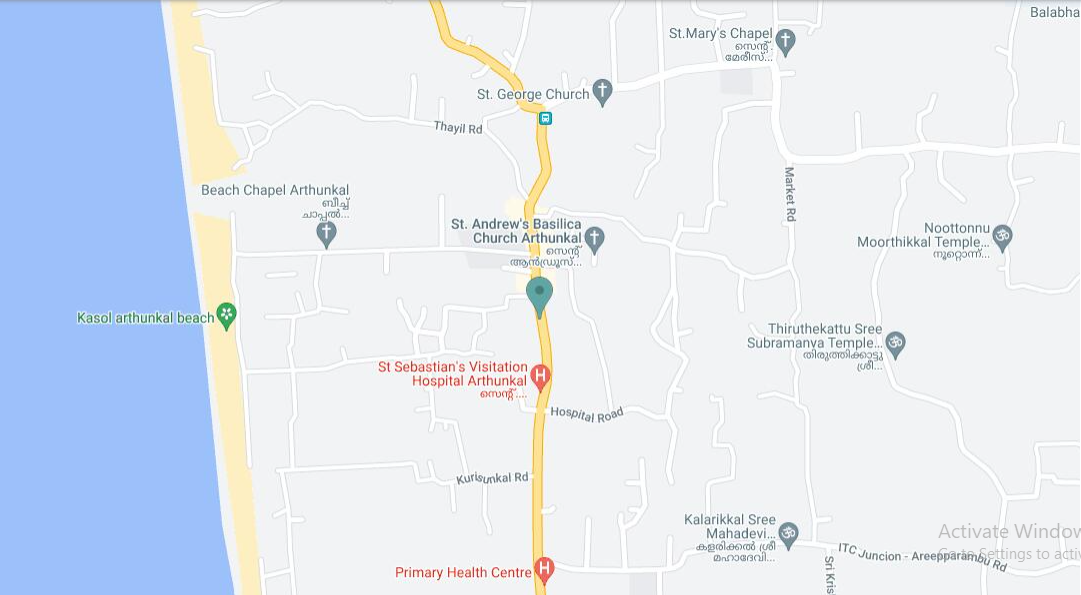 Balabha
St.Mary's Chapel
സെന്റ്
മേരീസ്...
St. George Church
Thayil Rd
Beach Chapel Arthunkal
ബീച്ച്
ചാപ്പൽ...
Market Rd
St. Andrew's Basilica
Church Arthunkal
സെന്റ്
ആൻഡ്രൂസ്...
Noottonnu
Moorthikkal Temple...
നൂറ്റൊന്ന്...
Kasol arthunkal beach
Thiruthekattu Sree
Subramanya Temple...
തിരുത്തിക്കാട്ടു
ശ്രീ...
St Sebastian's Visitation
Hospital Arthunkal
സെന്റ്....
H
Hospital Road
Kurisunkal Rd
Kalarikkal Sree
Mahadevi...
കളരിക്കൽ ശ്രീ
മഹാദേവി...
Activate Window
Go to Settings to activ
ITC Juncion - Areepparambu Rd
Sri Kris
Primary Health Centre
H